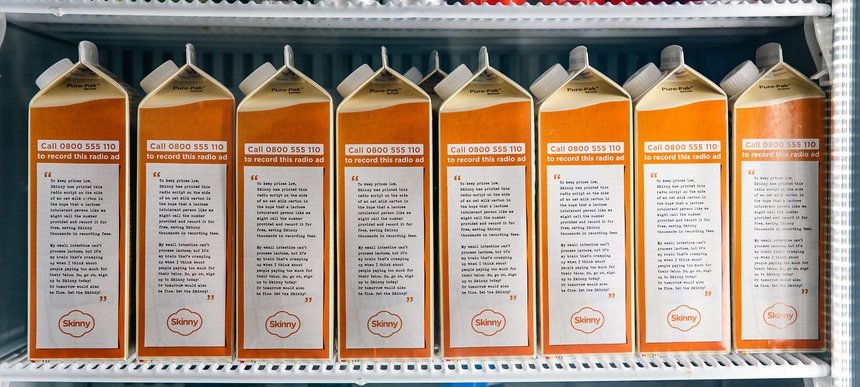 Pure-Pak
Call 0800 555 110
to record this radio ad
“
To keep prices low,
Skinny has printed this
radio script on the side
of an oat milk carton in
the hope that a lactose
intolerant person like me
might call the number
provided and record it for
free, saving Skinny
thousands in recording fees.
My small intestine can't
process lactose, but it's
my brain that's cramping
up when I think about
people paying too much for
their telco. So, go on, sign
up to Skinny today!
Or tomorrow would also
be fine. Get the Skinny!
”
Skinny